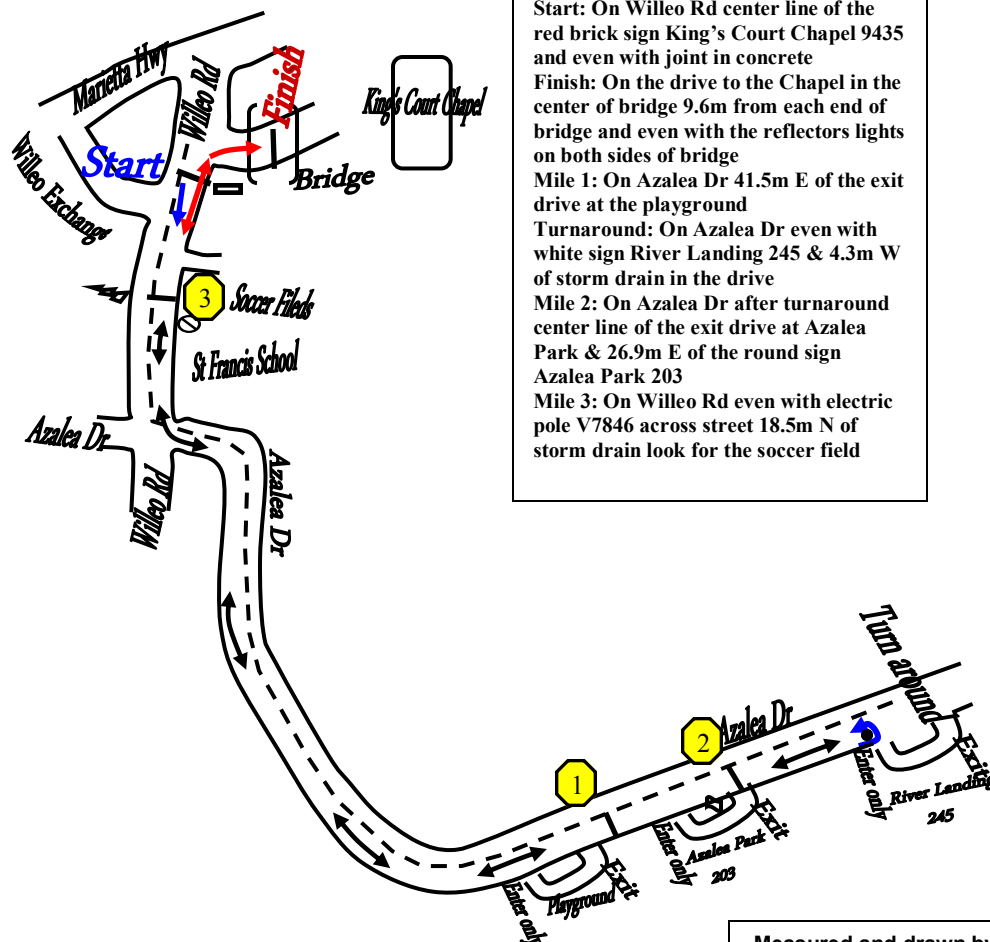 Start: On Willeo Rd center line of the
red brick sign King's Court Chapel 9435
and even with joint in concrete
Finish: On the drive to the Chapel in the
center of bridge 9.6m from each end of
bridge and even with the reflectors lights
on both sides of bridge
Mile 1: On Azalea Dr 41.5m E of the exit
drive at the playground
Turnaround: On Azalea Dr even with
white sign River Landing 245 & 4.3m W
of storm drain in the drive
Mile 2: On Azalea Dr after turnaround
center line of the exit drive at Azalea
Park & 26.9m E of the round sign
Azalea Park 203
Mile 3: On Willeo Rd even with electric
pole V7846 across street 18.5m N of
storm drain look for the soccer field
Marietta Hwy
Willeo Rd
Finish
King's Court Chapel
Start
Willeo Exchange
Bridge
3
Soccer Fileds
St Francis School
Azalea Dr
Willeo Rd
Azalea Dr
Turn around
Azalea Dr
2
1
Enter only
Exit
River Landing
245
Enter only
Exit
Azalea Park
203
Enter only
Exit
Playground
Measured and drawn by